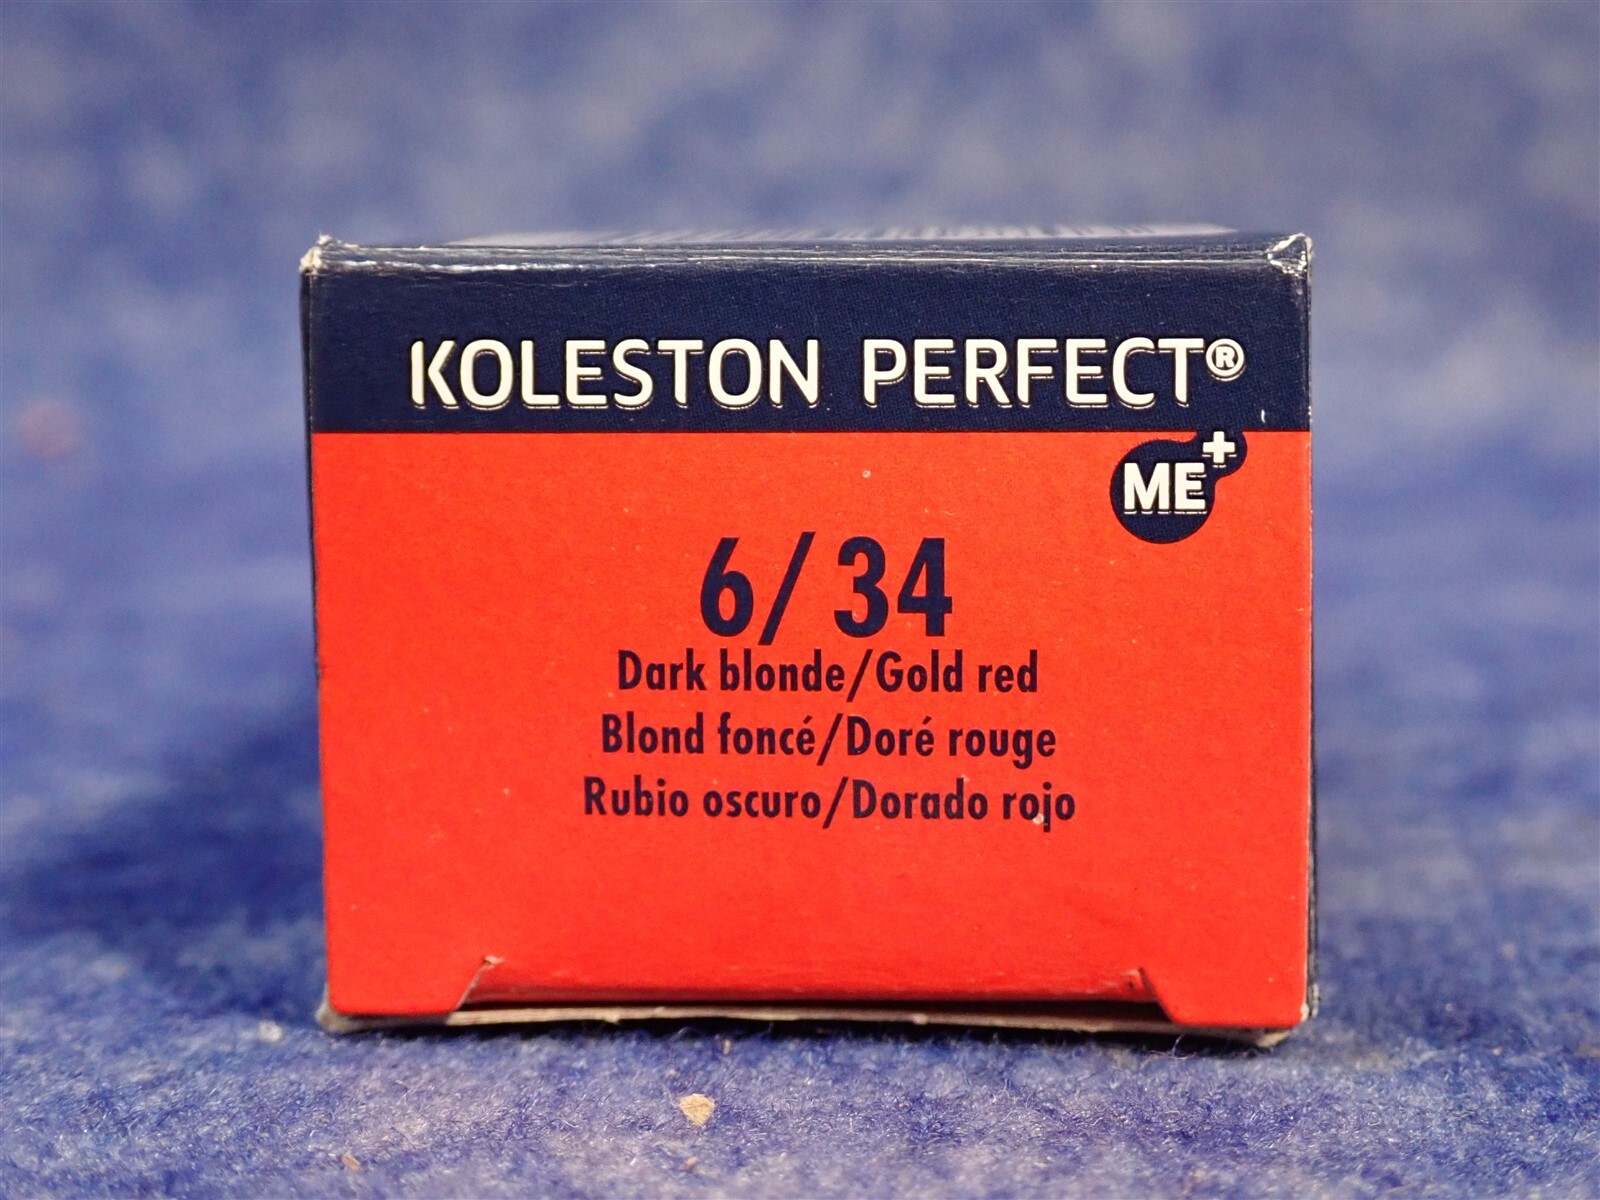 KOLESTON PERFECT®
ME+
6/34
Dark blonde/Gold red
Blond foncé/Doré rouge
Rubio oscuro/Dorado rojo